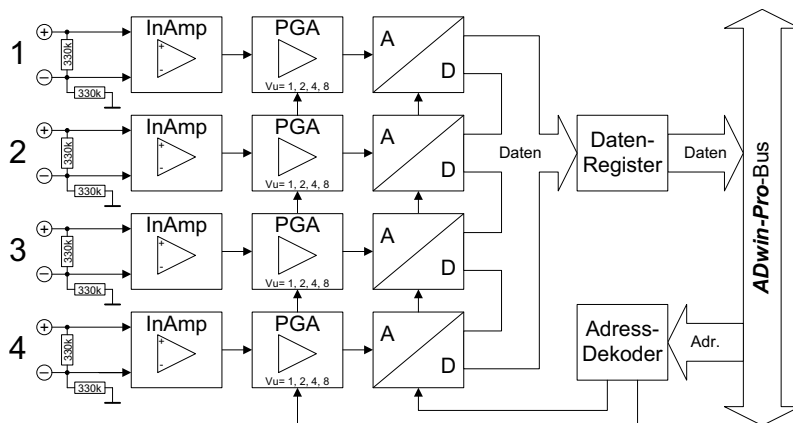 1
+
−
330k
330k
InAmp
+
-
PGA
Vu= 1, 2, 4, 8
A
D
2
+
−
330k
330k
InAmp
+
-
PGA
Vu= 1, 2, 4, 8
A
D
3
+
−
330k
330k
InAmp
+
-
PGA
Vu= 1, 2, 4, 8
A
D
4
+
−
330k
330k
InAmp
+
-
PGA
Vu= 1, 2, 4, 8
A
D
Daten
Daten-
Register
Daten
Adress-
Dekoder
Adr.
ADwin-Pro-Bus